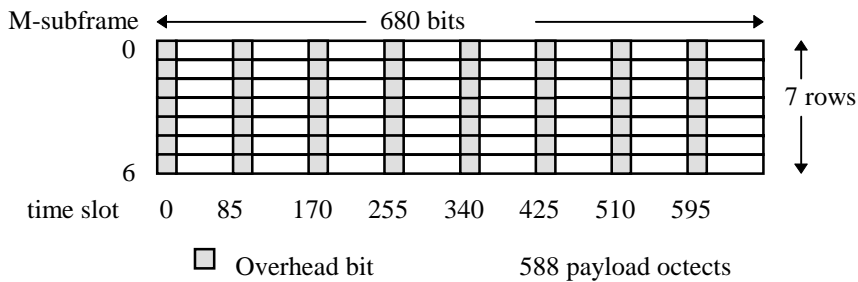 M-subframe 680 bits
0
7 rows
6
time slot 0 85 170 255 340 425 510 595
Overhead bit 588 payload octects